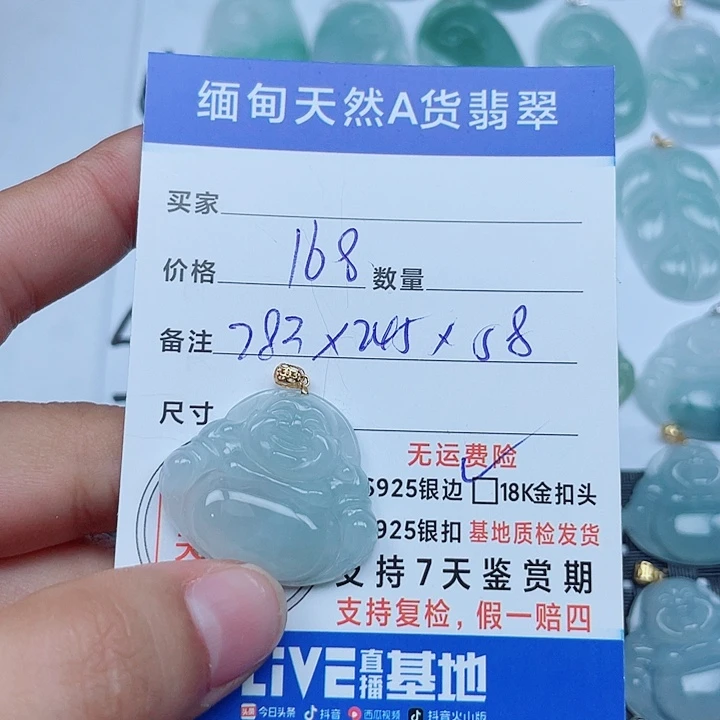 缅甸天然A货翡翠
买家
价格 168 数量
备注 282×245×58
尺寸
无运费险
S925银边 18K金扣头
925银扣 基地质检发货
支持7天鉴赏期
支持复检，假一赔四
LIVE直播基地
今日头条 抖音 西瓜视频 抖音火山版